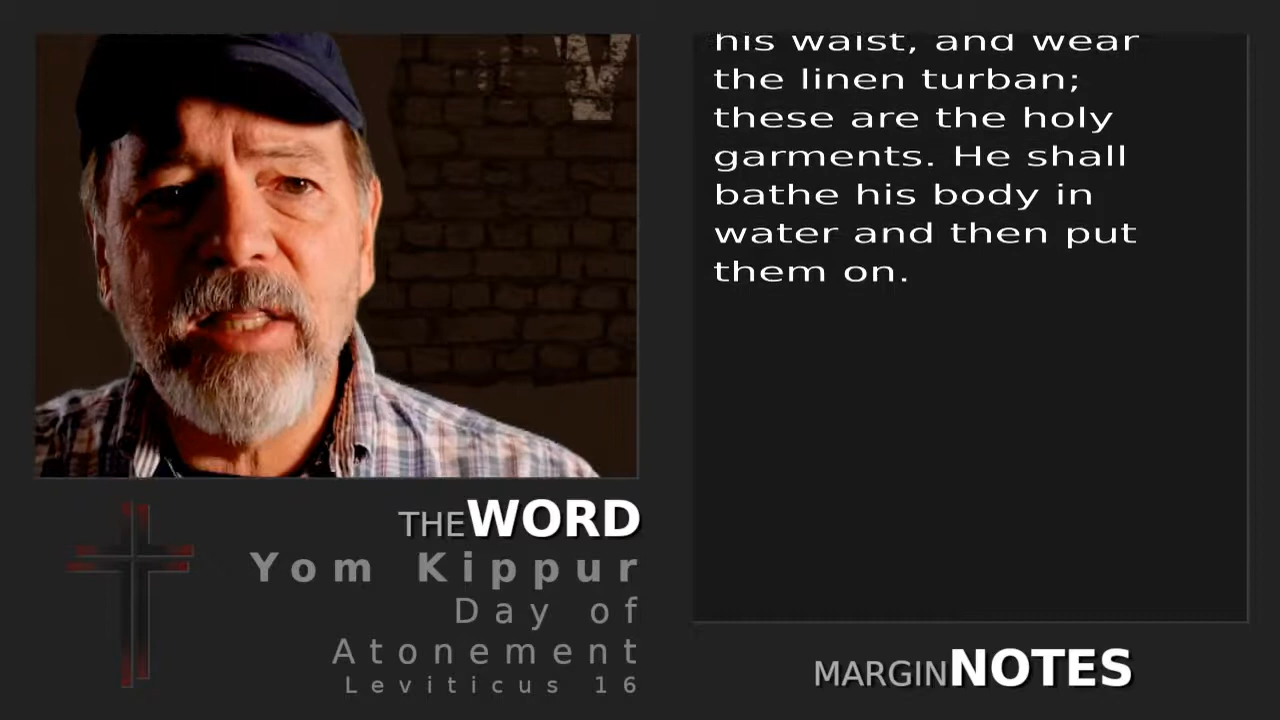 his waist, and wear
the linen turban;
these are the holy
garments. He shall
bathe his body in
water and then put
them on.
THEWORD
Yom Kippur
Day of
Atonement
Leviticus 16
MARGINNOTES